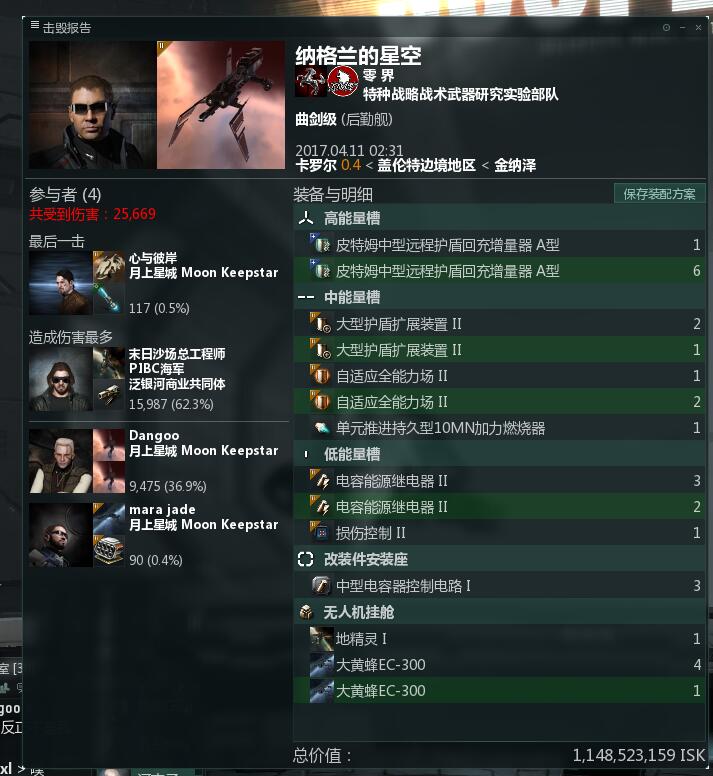 击毁报告
纳格兰的星空
零 界
特种战略战术武器研究实验部队
曲剑级 (后勤舰)
2017.04.11 02:31
卡罗尔 0.4 < 盖伦特边境地区 < 金纳泽
参与者 (4)
共受到伤害：25,669
最后一击
心与彼岸
月上星城 Moon Keepstar
117 (0.5%)
造成伤害最多
末日沙场总工程师
PIBC海军
泛银河商业共同体
15,987 (62.3%)
Dangoo
月上星城 Moon Keepstar
9,475 (36.9%)
mara jade
月上星城 Moon Keepstar
90 (0.4%)
装备与明细
保存装配方案
高能量槽
皮特姆中型远程护盾回充增量器 A型 1
皮特姆中型远程护盾回充增量器 A型 6
中能量槽
大型护盾扩展装置 II 2
大型护盾扩展装置 II 1
自适应全能力场 II 1
自适应全能力场 II 2
单元推进持久型10MN加力燃烧器 1
低能量槽
电容能源继电器 II 3
电容能源继电器 II 2
损伤控制 II 1
改装件安装座
中型电容器控制电路 I 3
无人机挂舱
地精灵 I 1
大黄蜂EC-300 4
大黄蜂EC-300 1
总价值： 1,148,523,159 ISK
室 [3
goo
反正
xl >